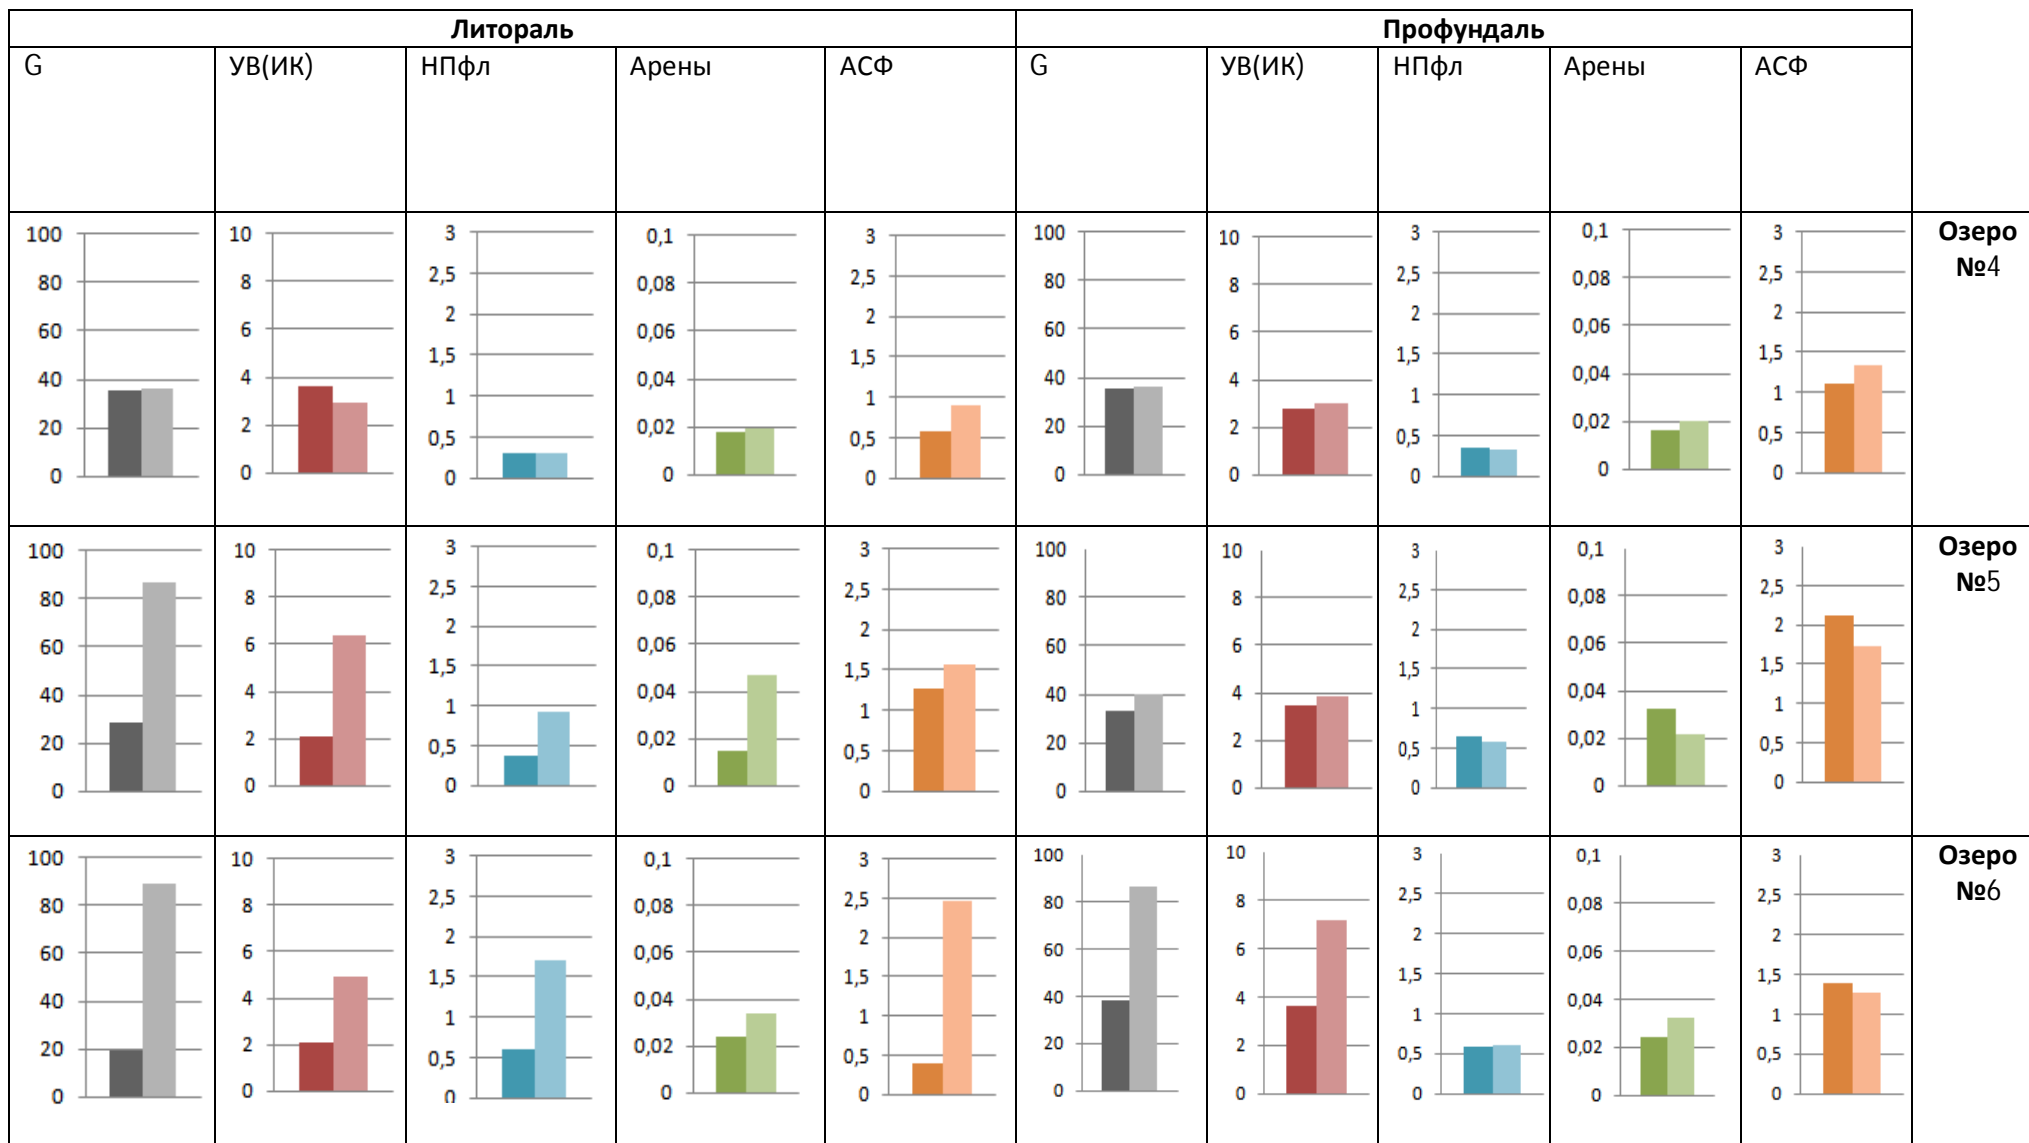 Литораль Профундаль
G УВ(ИК) НПфл Арены АСФ G УВ(ИК) НПфл Арены АСФ
100 10 3 0,1 3 100 10 3 0,1 3 Озеро
2,5 2,5 2,5 2,5 №4
80 8 0,08 80 8 0,08
2 2 2 2
60 6 0,06 60 6 0,06
1,5 1,5 1,5 1,5
40 4 0,04 40 4 0,04
1 1 1 1
20 2 0,02 20 2 0,02
0,5 0,5 0,5 0,5
0 0 0 0 0 0 0 0 0 0
100 10 3 0,1 3 100 10 3 0,1 3 Озеро
2,5 2,5 2,5 2,5 №5
80 8 0,08 80 8 0,08
2 2 2 2
60 6 0,06 60 6 0,06
1,5 1,5 1,5 1,5
40 4 0,04 40 4 0,04
1 1 1 1
20 2 0,02 20 2 0,02
0,5 0,5 0,5 0,5
0 0 0 0 0 0 0 0 0 0
100 10 3 0,1 3 100 10 3 0,1 3 Озеро
2,5 2,5 2,5 2,5 №6
80 8 0,08 80 8 0,08
2 2 2 2
60 6 0,06 60 6 0,06
1,5 1,5 1,5 1,5
40 4 0,04 40 4 0,04
1 1 1 1
20 2 0,02 20 2 0,02
0,5 0,5 0,5 0,5
0 0 0 0 0 0 0 0 0 0